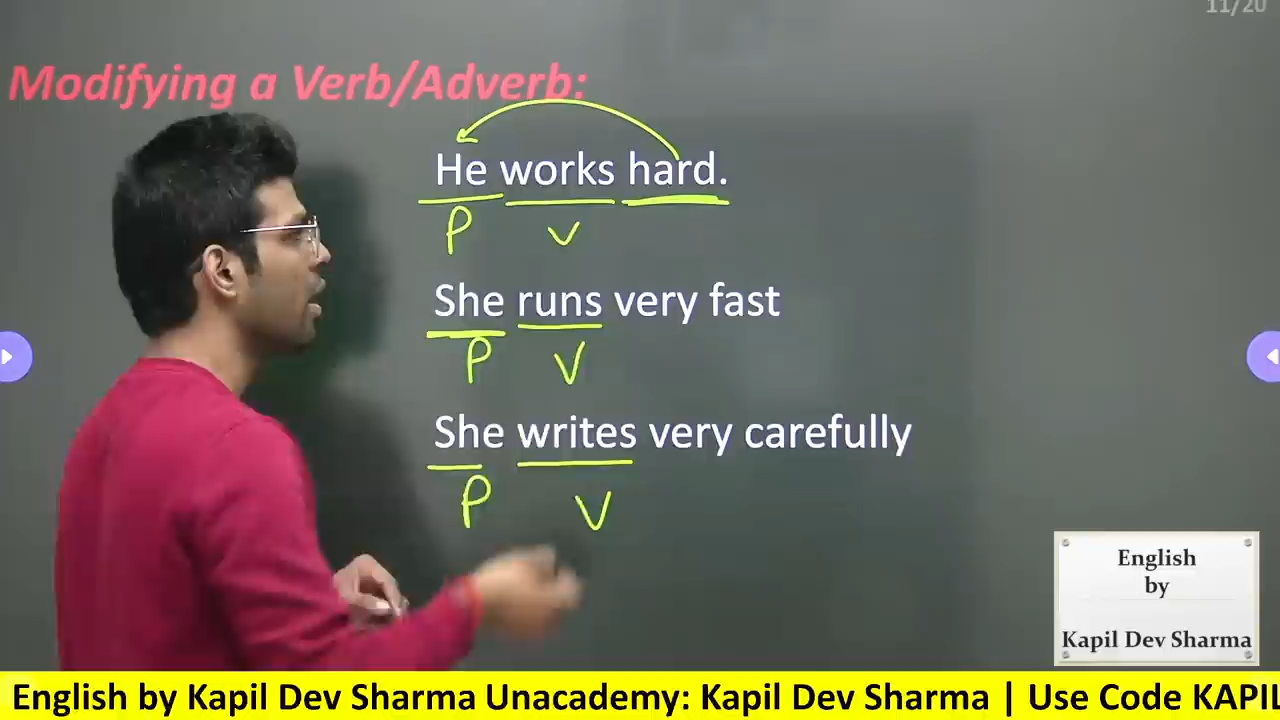 11/20
Modifying a Verb/Adverb:
He works hard.
P V
She runs very fast
P V
She writes very carefully
P V
English
by
Kapil Dev Sharma
English by Kapil Dev Sharma Unacademy: Kapil Dev Sharma | Use Code KAPIL